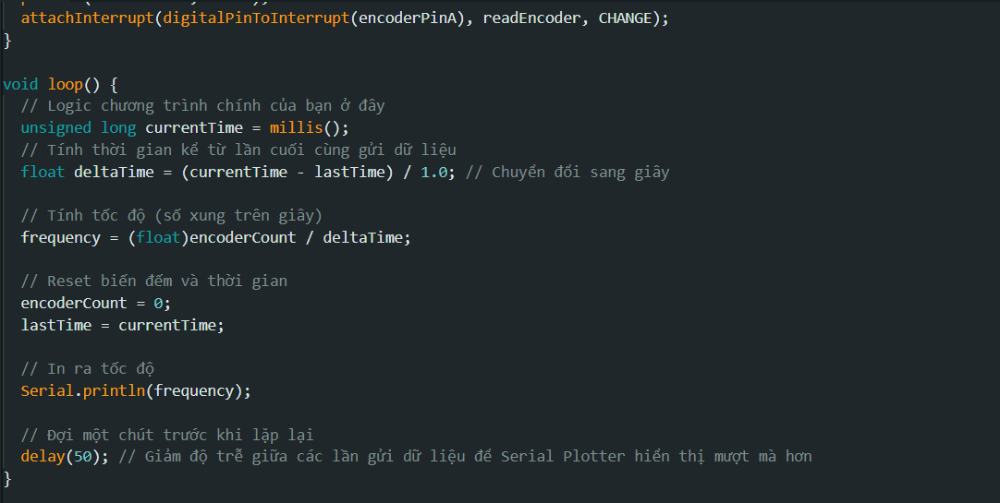 attachInterrupt(digitalPinToInterrupt(encoderPinA), readEncoder, CHANGE);
}
void loop() {
// Logic chương trình chính của bạn ở đây
unsigned long currentTime = millis();
// Tính thời gian kể từ lần cuối cùng gửi dữ liệu
float deltaTime = (currentTime - lastTime) / 1.0; // Chuyển đổi sang giây
// Tính tốc độ (số xung trên giây)
frequency = (float)encoderCount / deltaTime;
// Reset biến đếm và thời gian
encoderCount = 0;
lastTime = currentTime;
// In ra tốc độ
Serial.println(frequency);
// Đợi một chút trước khi lặp lại
delay(50); // Giảm độ trễ giữa các lần gửi dữ liệu để Serial Plotter hiển thị mượt mà hơn
}